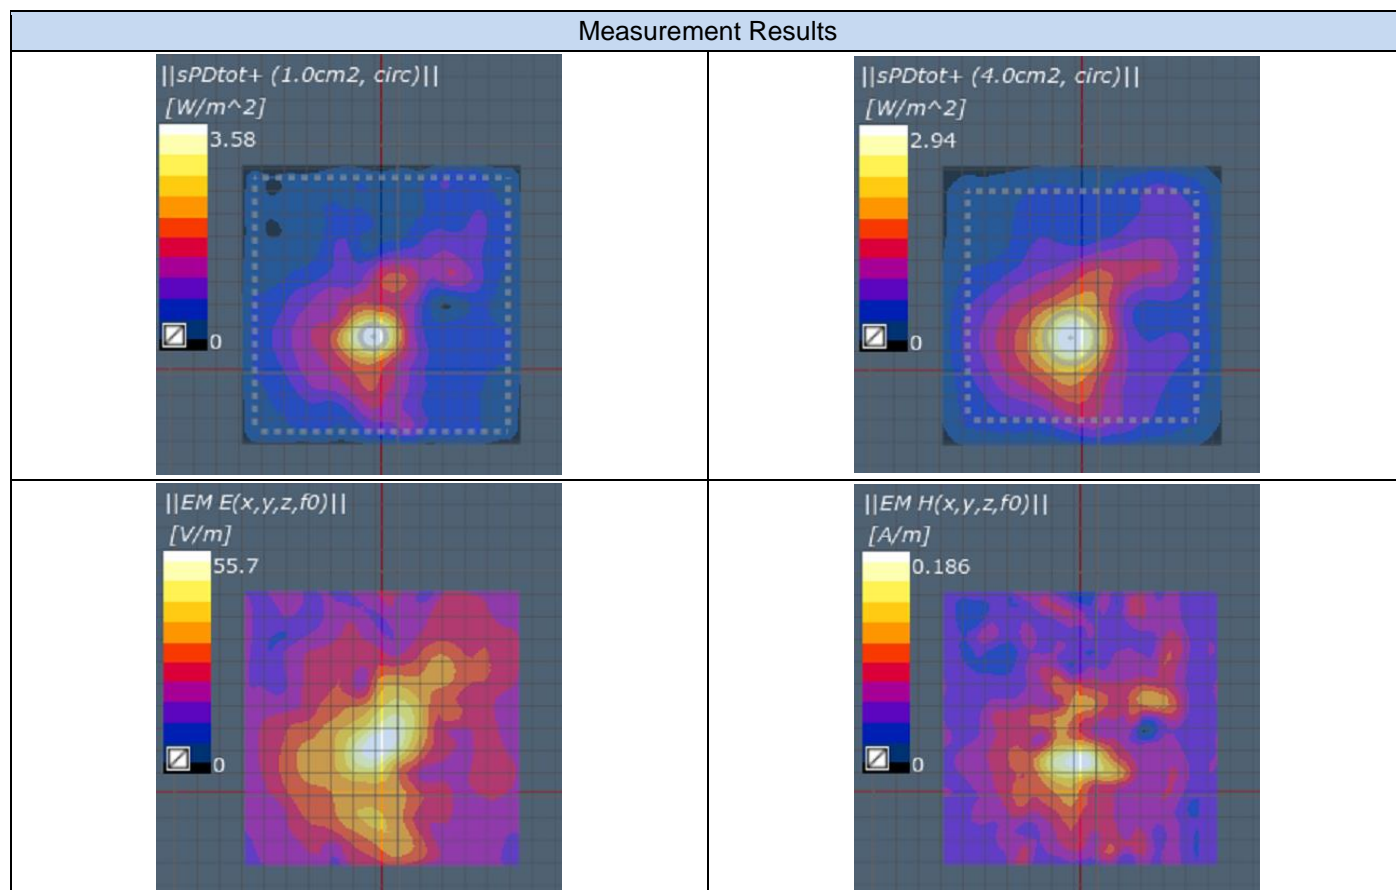 Measurement Results
||sPDtot+ (1.0cm2, circ)||
[W/m^2]
3.58
0
||sPDtot+ (4.0cm2, circ)||
[W/m^2]
2.94
0
||EM E(x,y,z,f0)||
[V/m]
55.7
0
||EM H(x,y,z,f0)||
[A/m]
0.186
0